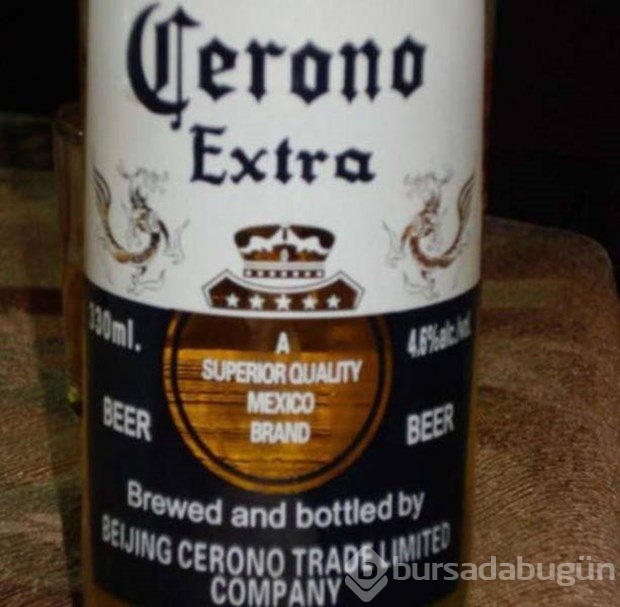 Cerono
Extra
330ml.
4,6%alc./vol.
A
SUPERIOR QUALITY
MEXICO
BRAND
BEER
BEER
Brewed and bottled by
BEIJING CERONO TRADE LIMITED
COMPANY
b bursadabugün